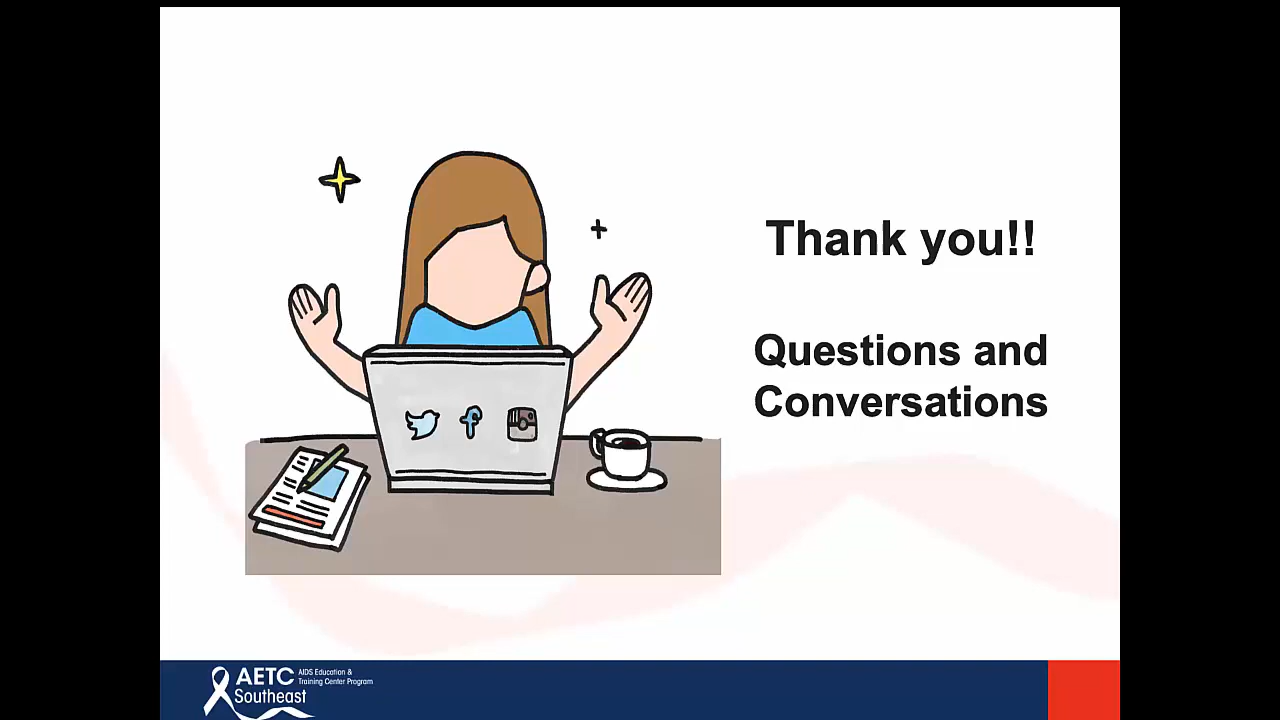 Thank you!!
Questions and
Conversations
AETC AIDS Education &
Training Center Program
Southeast